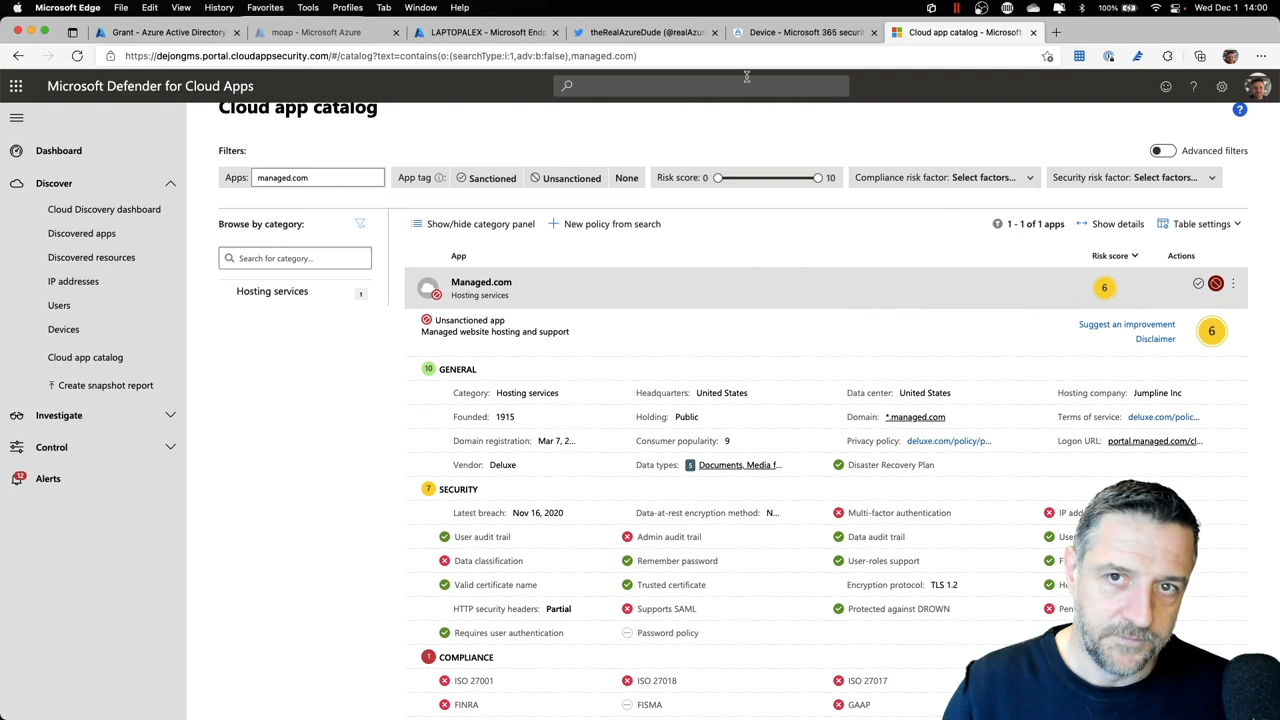 Microsoft Edge File Edit View History Favorites Tools Profiles Tab Window Help 100% Wed Dec 1 14:00
Grant - Azure Active Directory
moap - Microsoft Azure
LAPTOPALEX - Microsoft Endp
theRealAzureDude (@realAzur
Device - Microsoft 365 securit
Cloud app catalog - Microsoft
https://dejongms.portal.cloudappsecurity.com/#/catalog?text=contains(o:(searchType:i:1,adv:b:false),managed.com)
Microsoft Defender for Cloud Apps
Cloud app catalog
Dashboard
Discover
Cloud Discovery dashboard
Discovered apps
Discovered resources
IP addresses
Users
Devices
Cloud app catalog
Create snapshot report
Investigate
Control
12
Alerts
Filters:
Advanced filters
Apps: managed.com
App tag
Sanctioned
Unsanctioned
None
Risk score: 0 10
Compliance risk factor: Select factors...
Security risk factor: Select factors...
Browse by category:
Search for category...
Hosting services 1
Show/hide category panel
New policy from search
1 - 1 of 1 apps
Show details
Table settings
App Risk score Actions
Managed.com
Hosting services
6
Unsanctioned app
Managed website hosting and support
Suggest an improvement
Disclaimer
6
10 GENERAL
Category: Hosting services Headquarters: United States Data center: United States Hosting company: Jumpline Inc
Founded: 1915 Holding: Public Domain: *.managed.com Terms of service: deluxe.com/polic...
Domain registration: Mar 7, 2... Consumer popularity: 9 Privacy policy: deluxe.com/policy/p... Logon URL: portal.managed.com/cl...
Vendor: Deluxe Data types: S Documents, Media f... Disaster Recovery Plan
7 SECURITY
Latest breach: Nov 16, 2020 Data-at-rest encryption method: N... Multi-factor authentication IP add
User audit trail Admin audit trail Data audit trail User
Data classification Remember password User-roles support F
Valid certificate name Trusted certificate Encryption protocol: TLS 1.2 H
HTTP security headers: Partial Supports SAML Protected against DROWN Pen
Requires user authentication Password policy
1 COMPLIANCE
ISO 27001 ISO 27018 ISO 27017
FINRA FISMA GAAP